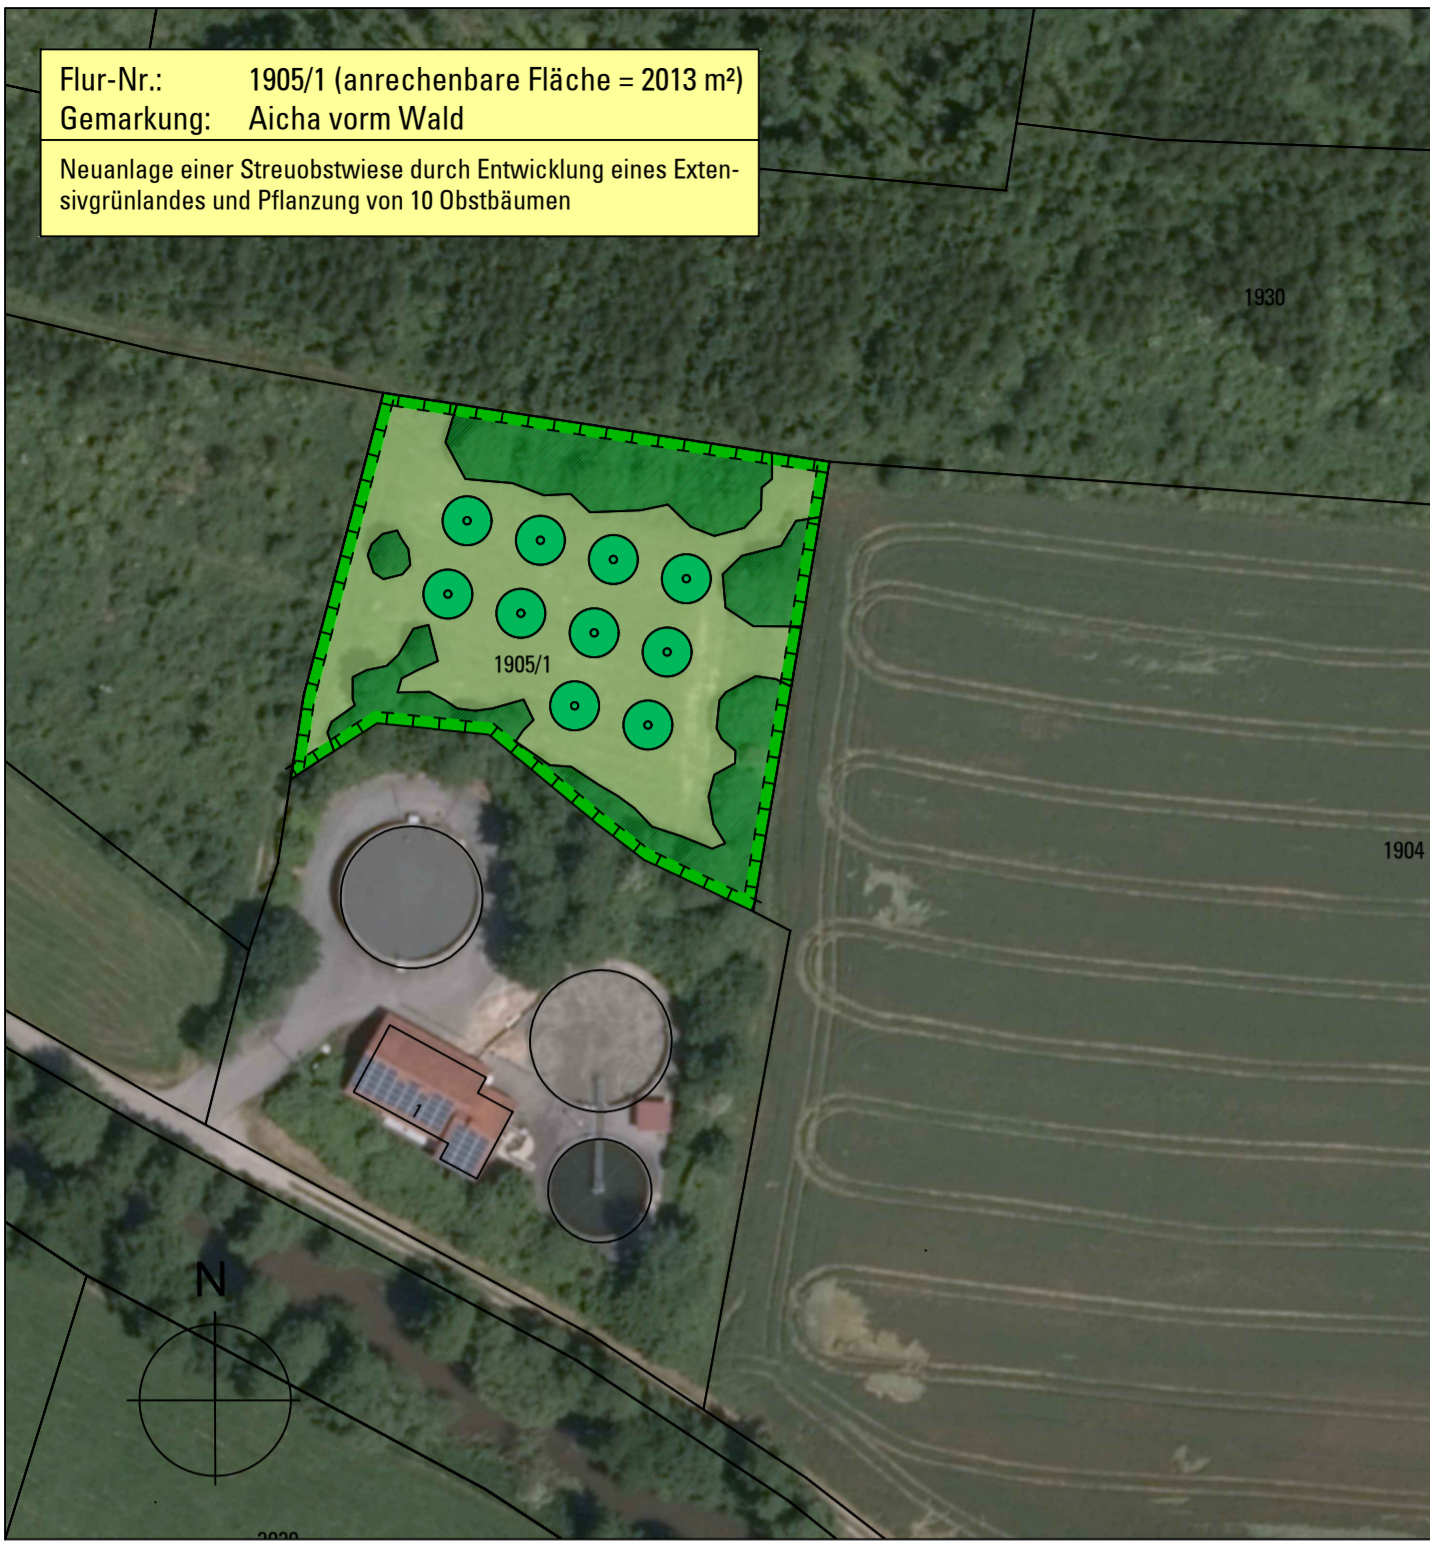 Flur-Nr.: 1905/1 (anrechenbare Fläche = 2013 m²)
Gemarkung: Aicha vorm Wald
Neuanlage einer Streuobstwiese durch Entwicklung eines Exten-
sivgrünlandes und Pflanzung von 10 Obstbäumen
1930
1905/1
1904
1
N